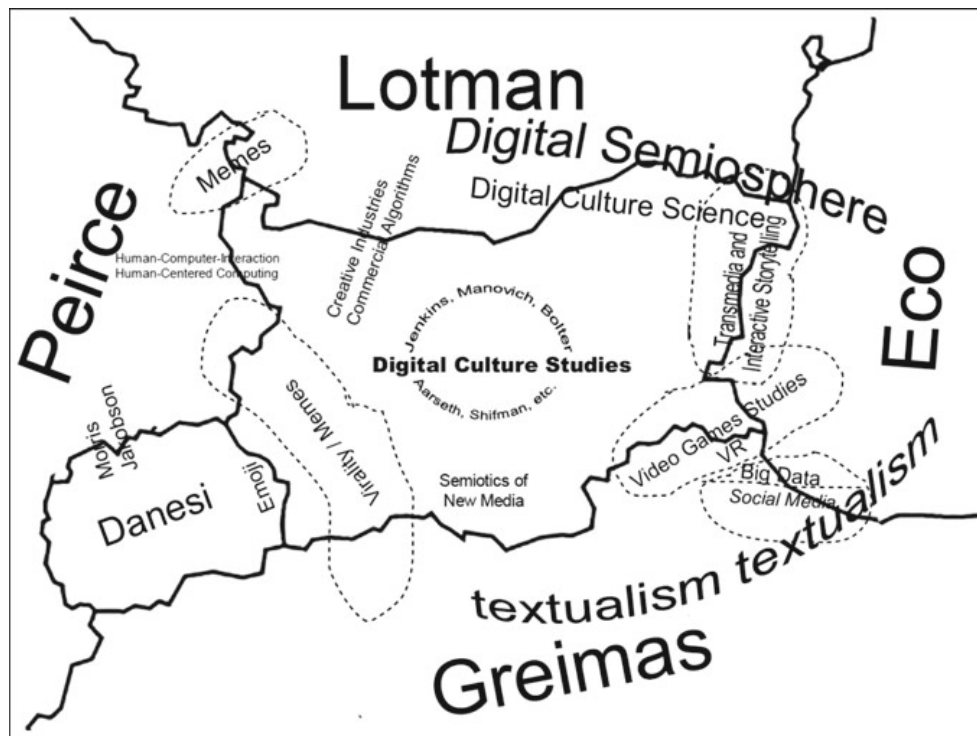 Lotman
Digital Semiosphere
Digital Culture Science
Memes
Creative Industries
Commercial Algorithms
Peirce
Human-Computer-Interaction
Human-Centered Computing
Transmedia and
Interactive Storytelling
Eco
Jenkins, Manovich, Bolter
Digital Culture Studies
Aarseth, Shifman, etc.
Morris
Jakobson
Danesi
Emoji
Virality / Memes
Semiotics of
New Media
Video Games Studies
VR
Big Data
Social Media
textualism textualism
Greimas